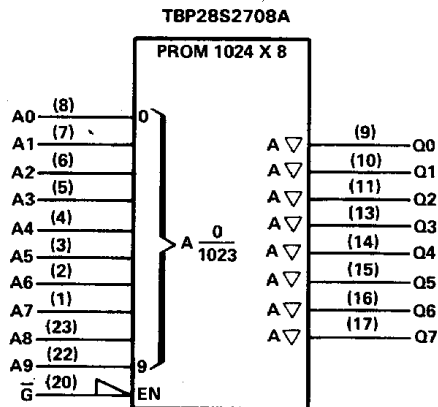 TBP28S2708A
PROM 1024 X 8
A0 (8) 0 A ▽ (9) Q0
A1 (7) A ▽ (10) Q1
A2 (6) A ▽ (11) Q2
A3 (5) A ▽ (13) Q3
A4 (4) A 0/1023 A ▽ (14) Q4
A5 (3) A ▽ (15) Q5
A6 (2) A ▽ (16) Q6
A7 (1) A ▽ (17) Q7
A8 (23)
A9 (22) 9
G̅ (20) EN